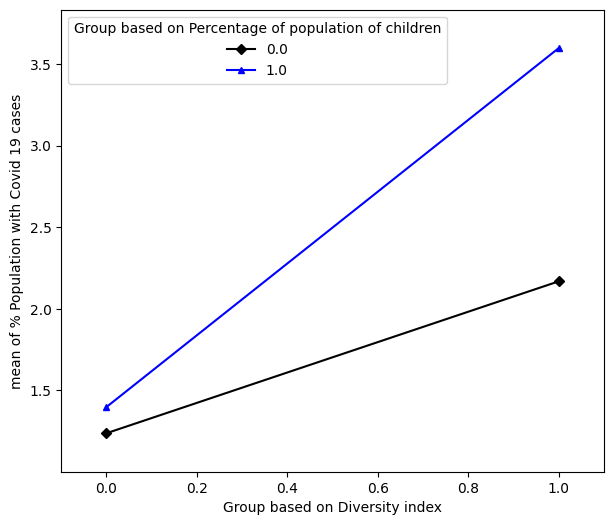 Group based on Percentage of population of children
0.0
1.0
mean of % Population with Covid 19 cases
3.5
3.0
2.5
2.0
1.5
0.0 0.2 0.4 0.6 0.8 1.0
Group based on Diversity index